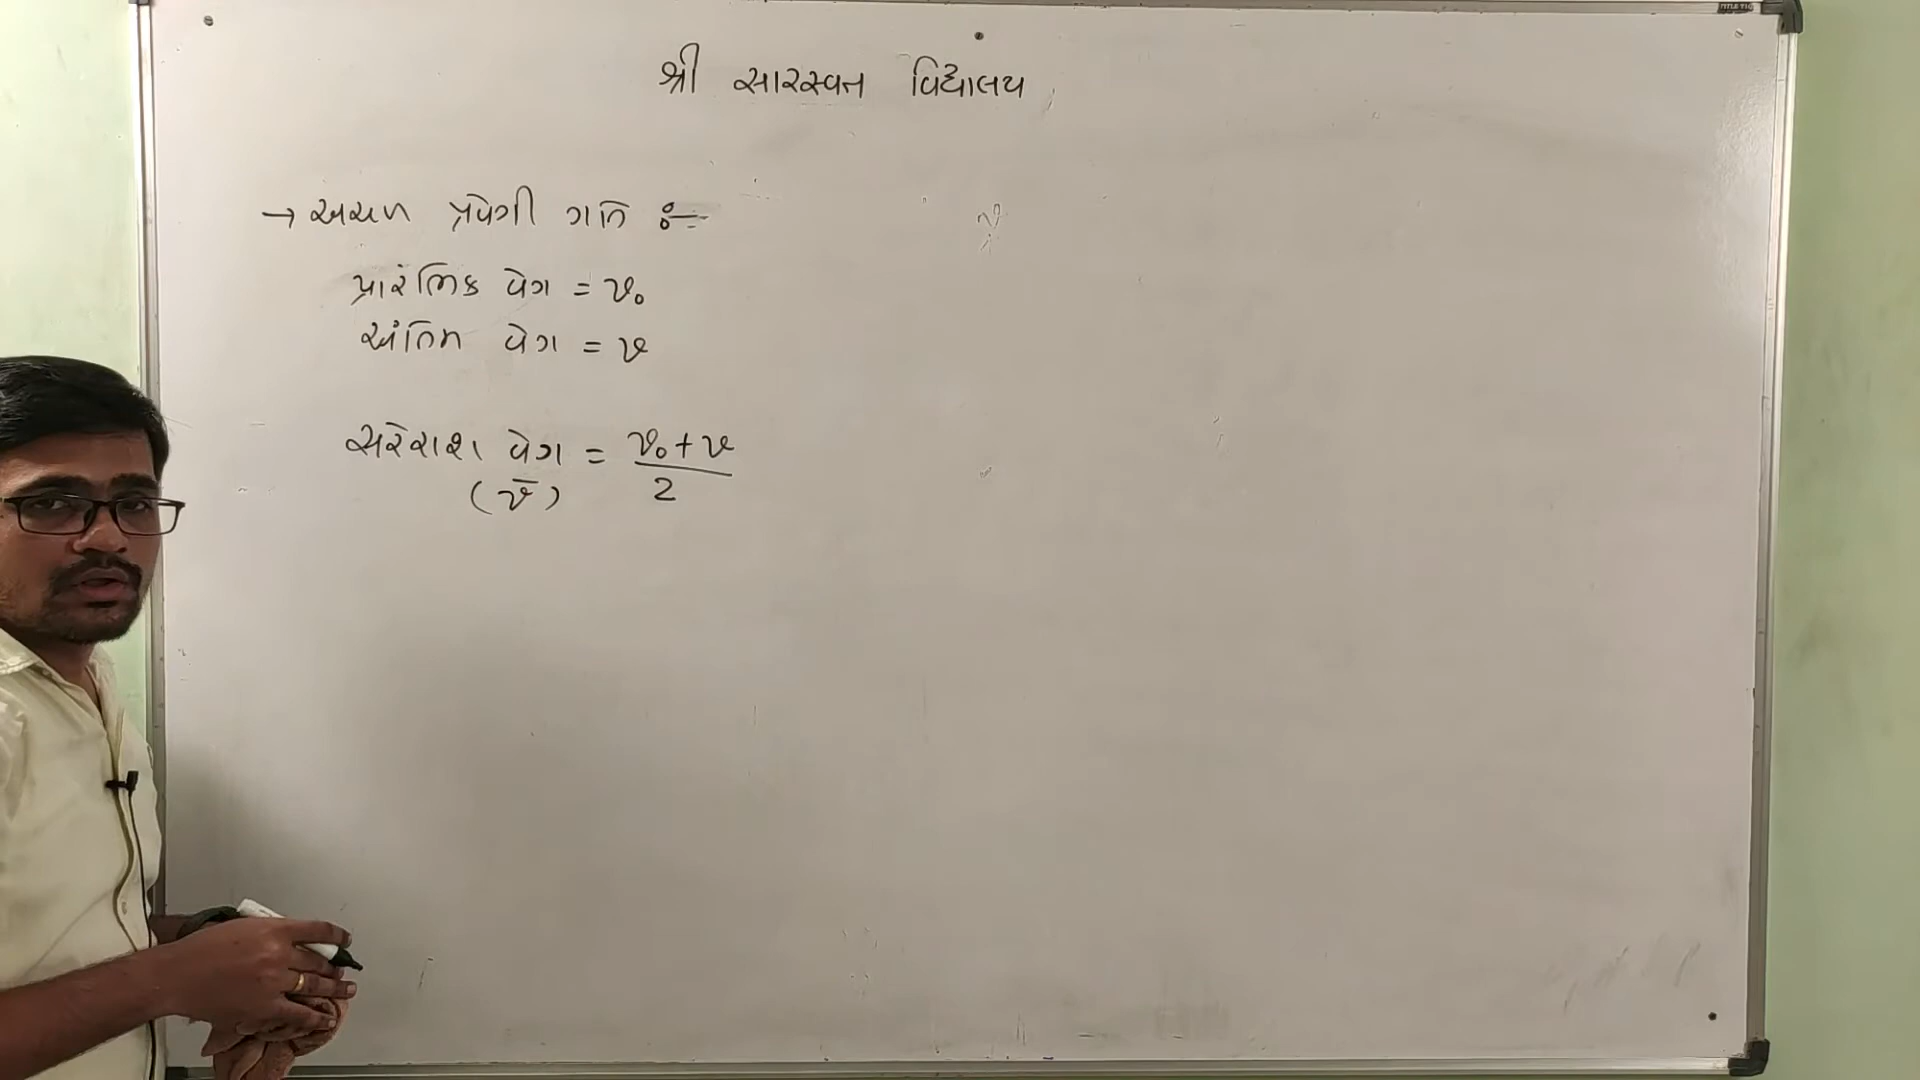 શ્રી સારસ્વત વિદ્યાલય
→ અચળ પ્રવેગી ગતિ :-
પ્રારંભિક વેગ = v₀
અંતિમ વેગ = v
સરેરાશ વેગ = (v₀ + v) / 2
(v̄)